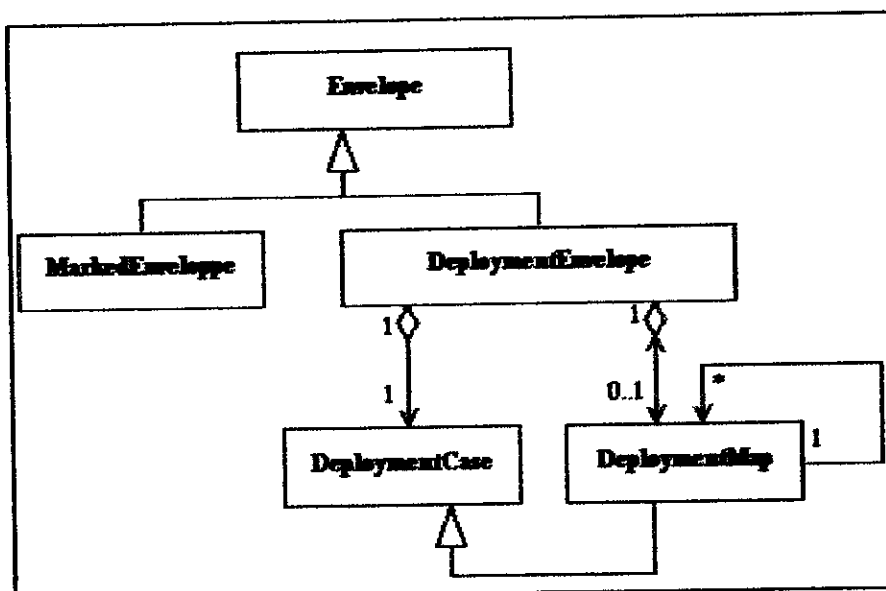 Envelope
MarkedEnveloppe
DeploymentEnvelope
1
1
1
0..1
*
1
DeploymentCase
DeploymentMap